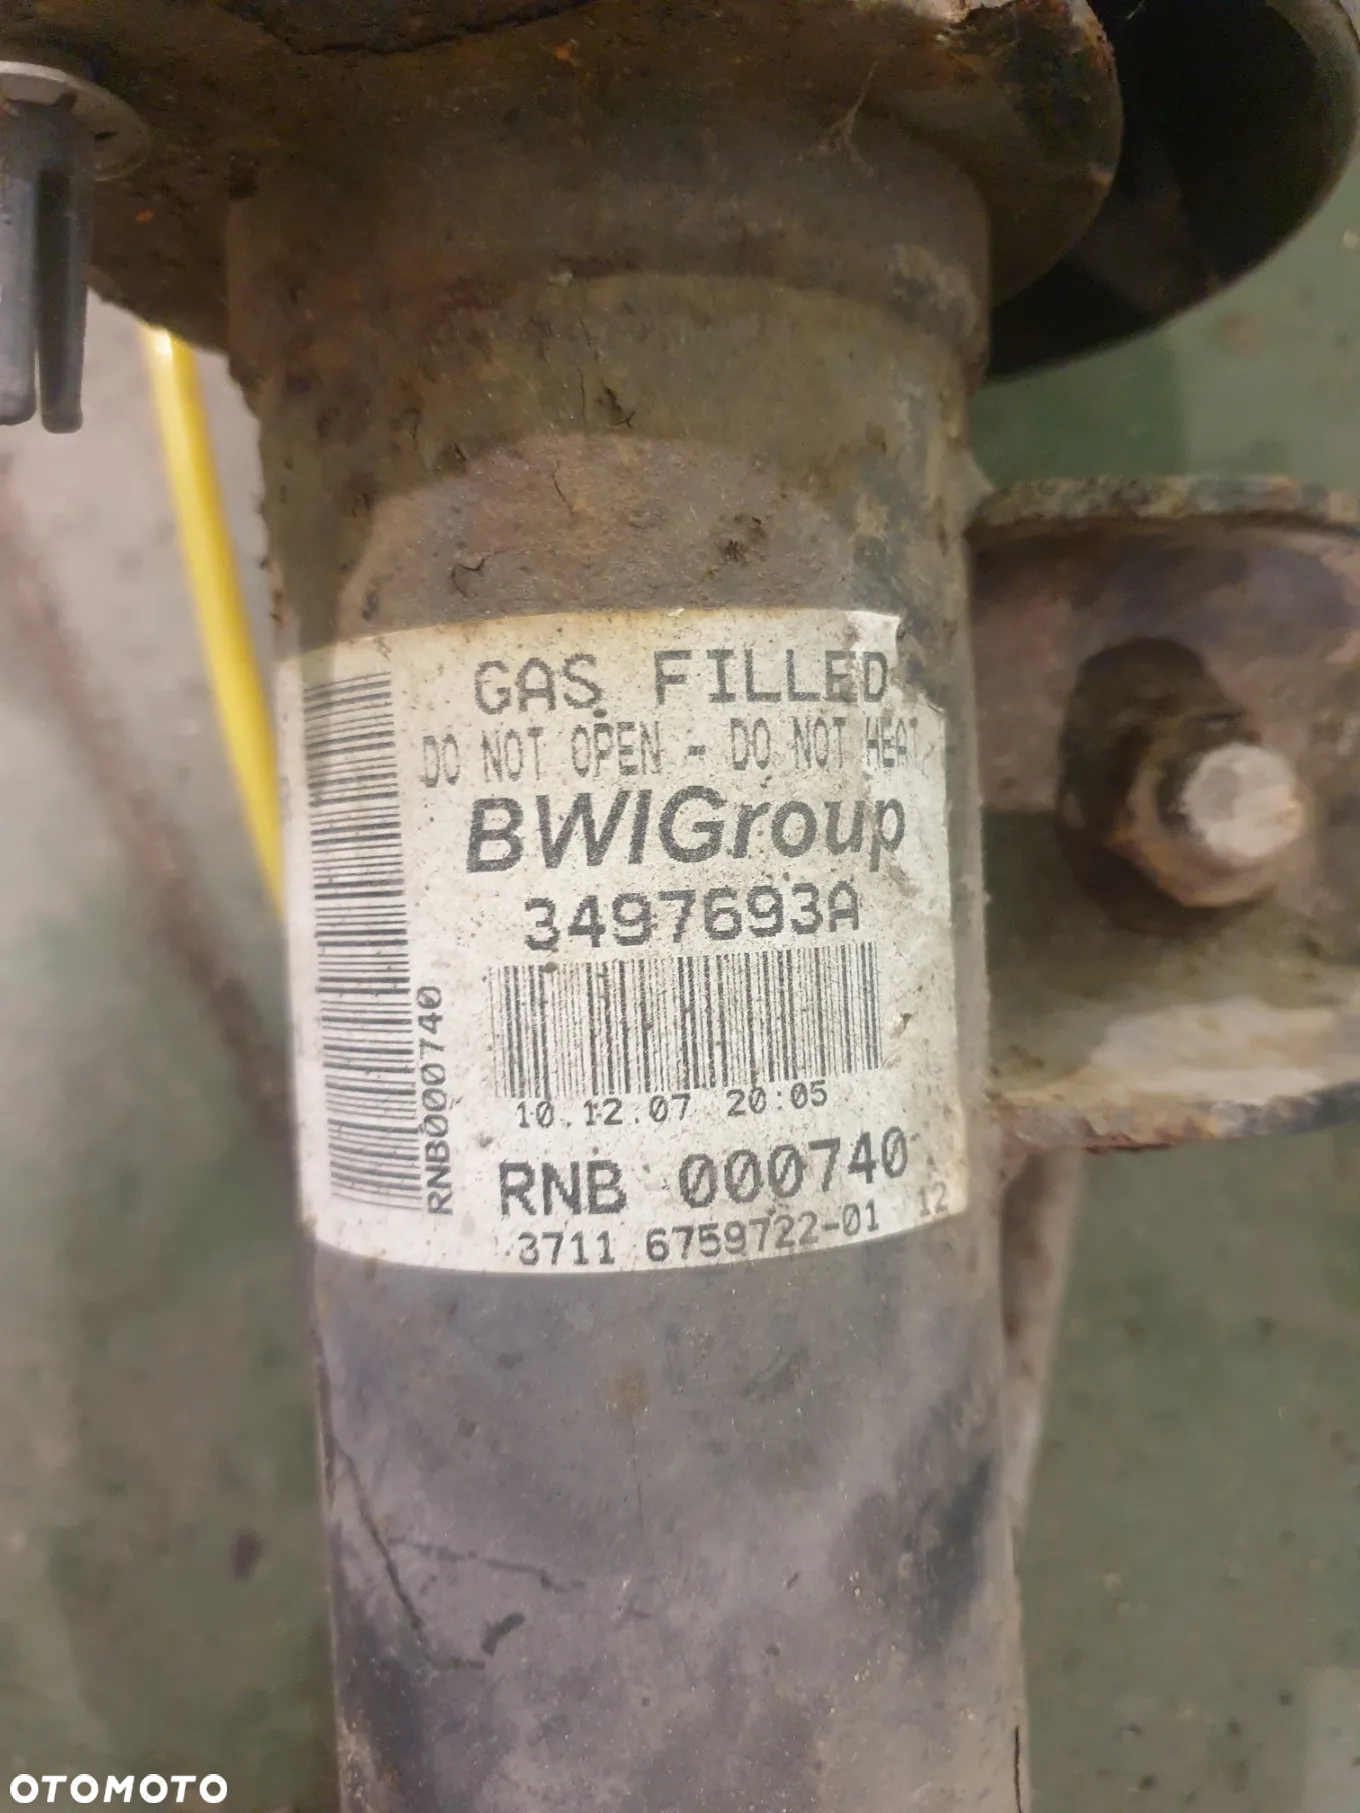 GAS FILLED
DO NOT OPEN - DO NOT HEAT
BWIGroup
3497693A
RNB000740
10.12.07 20:05
RNB 000740
3711 6759722-01 12
OTOMOTO